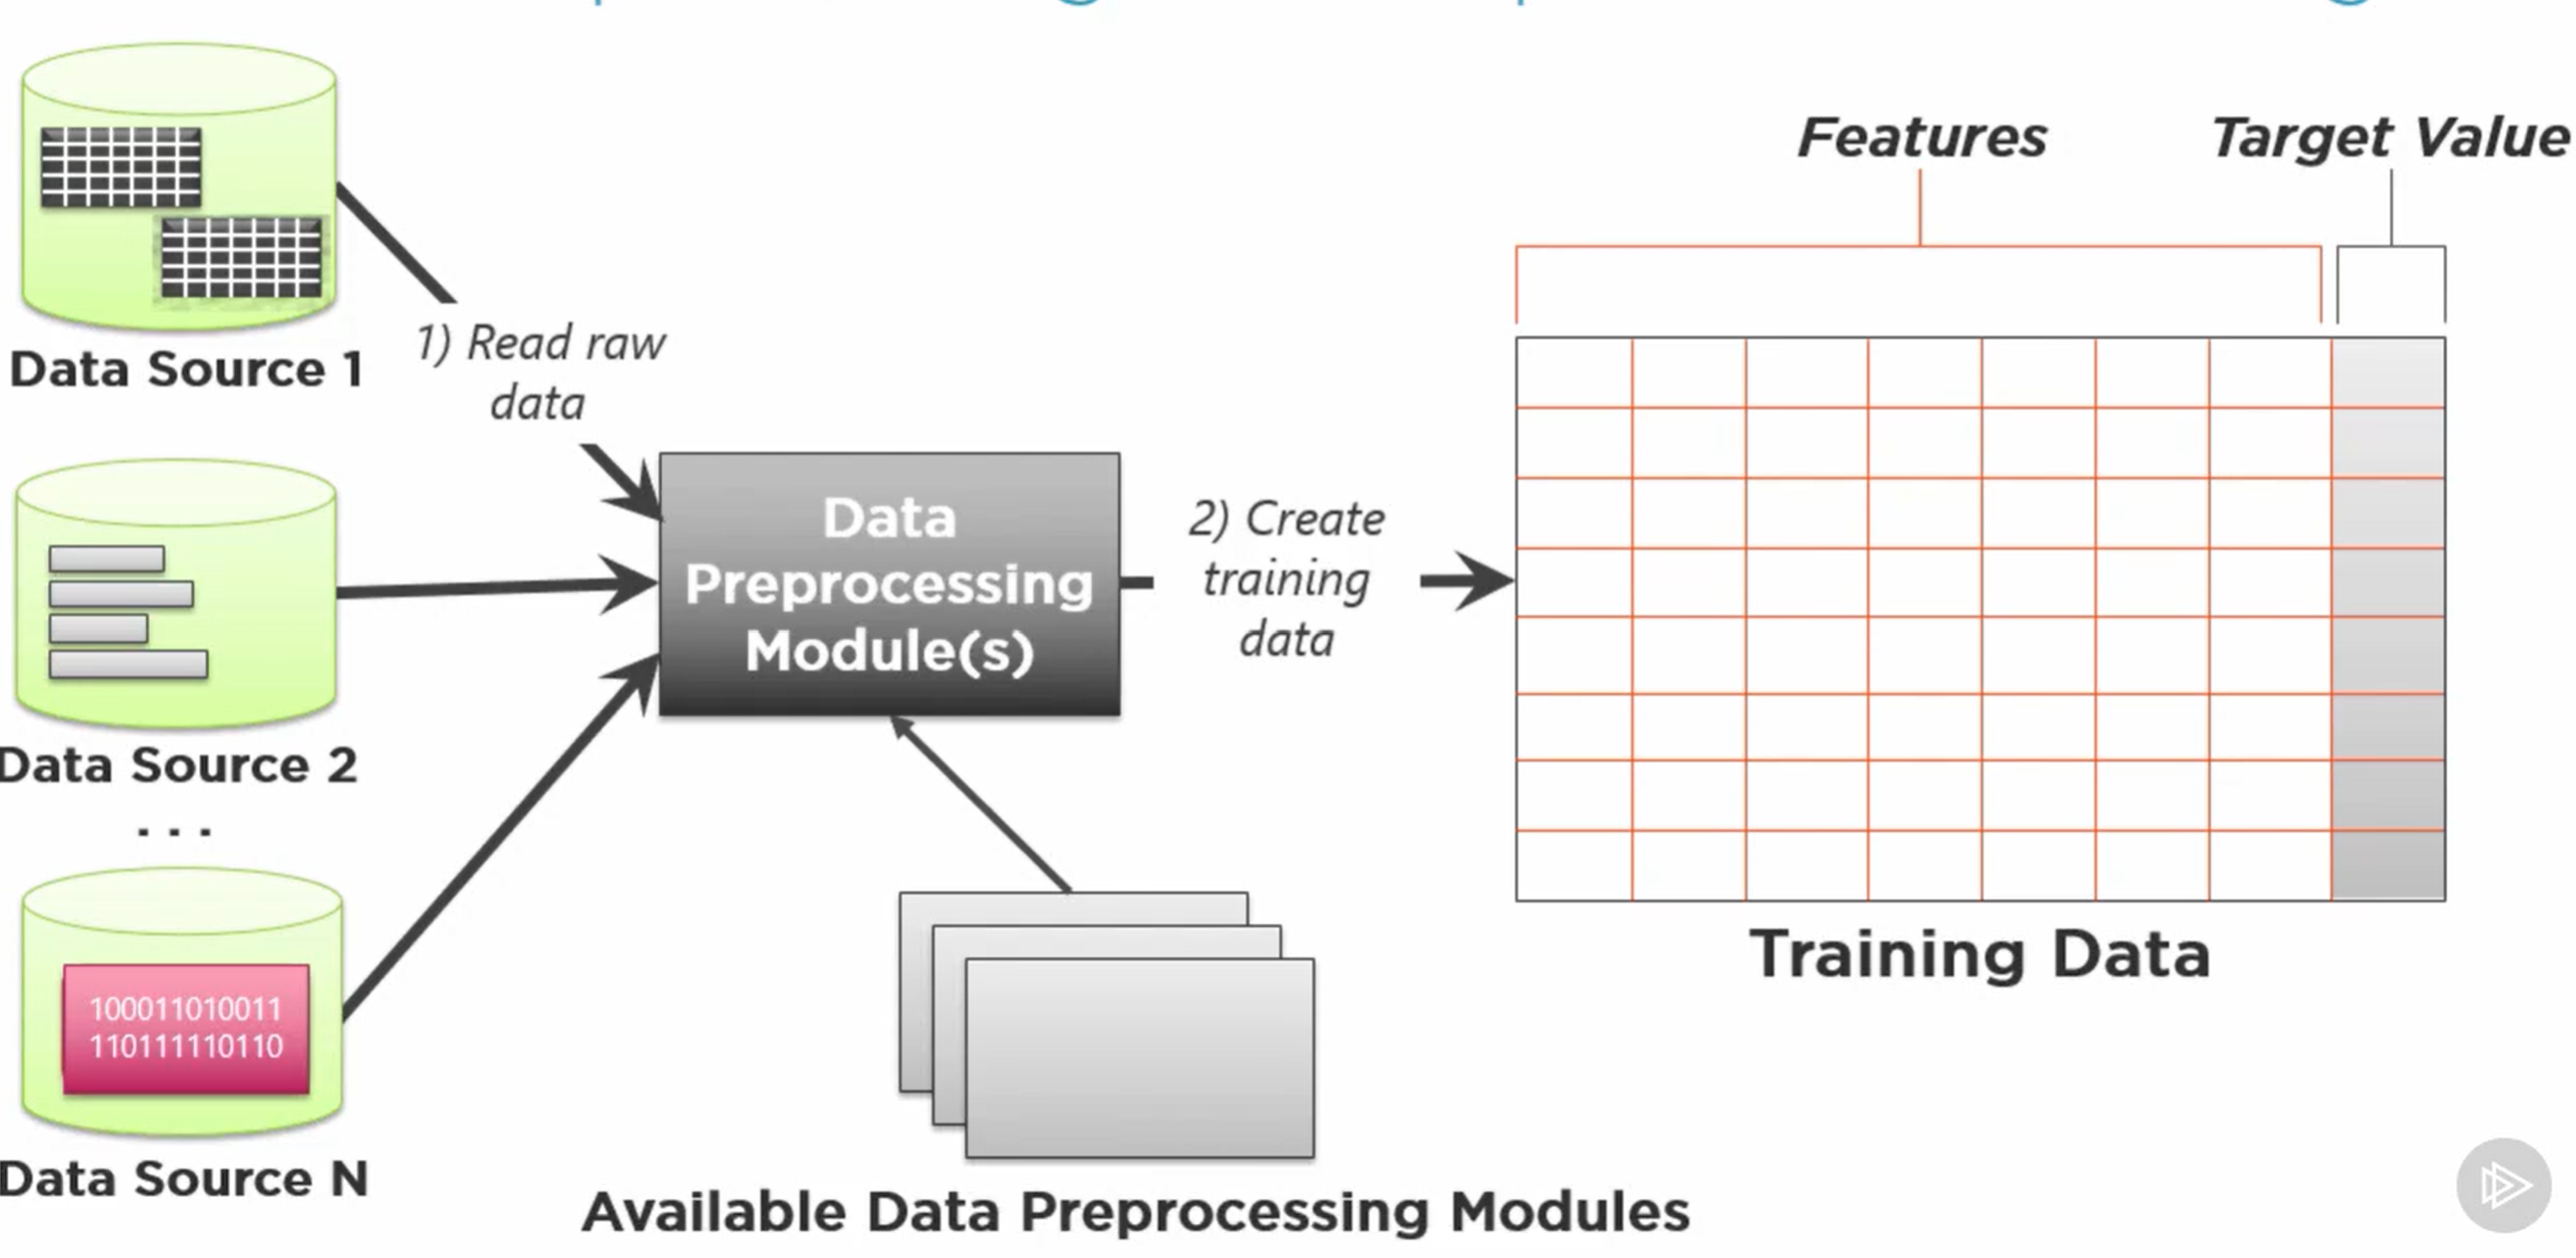 Features
Target Value
1) Read raw
data
Data Source 1
Data
Preprocessing
Module(s)
2) Create
training
data
Data Source 2
...
Training Data
100011010011
110111110110
Data Source N
Available Data Preprocessing Modules